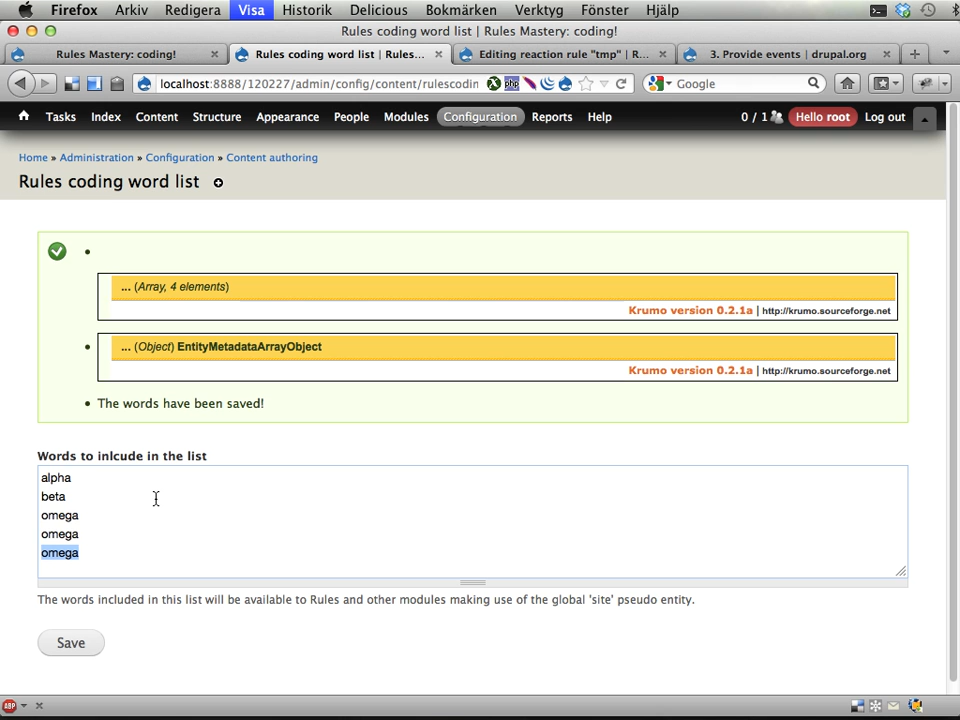 Firefox Arkiv Redigera Visa Historik Delicious Bokmärken Verktyg Fönster Hjälp
Rules coding word list | Rules Mastery: coding!
Rules Mastery: coding! Rules coding word list | Rules... Editing reaction rule "tmp" | R... 3. Provide events | drupal.org
localhost:8888/120227/admin/config/content/rulescodin php Google
Tasks Index Content Structure Appearance People Modules Configuration Reports Help 0 / 1 Hello root Log out
Home » Administration » Configuration » Content authoring
Rules coding word list
... (Array, 4 elements)
Krumo version 0.2.1a | http://krumo.sourceforge.net
... (Object) EntityMetadataArrayObject
Krumo version 0.2.1a | http://krumo.sourceforge.net
The words have been saved!
Words to inlcude in the list
alpha
beta
omega
omega
omega
The words included in this list will be available to Rules and other modules making use of the global 'site' pseudo entity.
Save
ABP